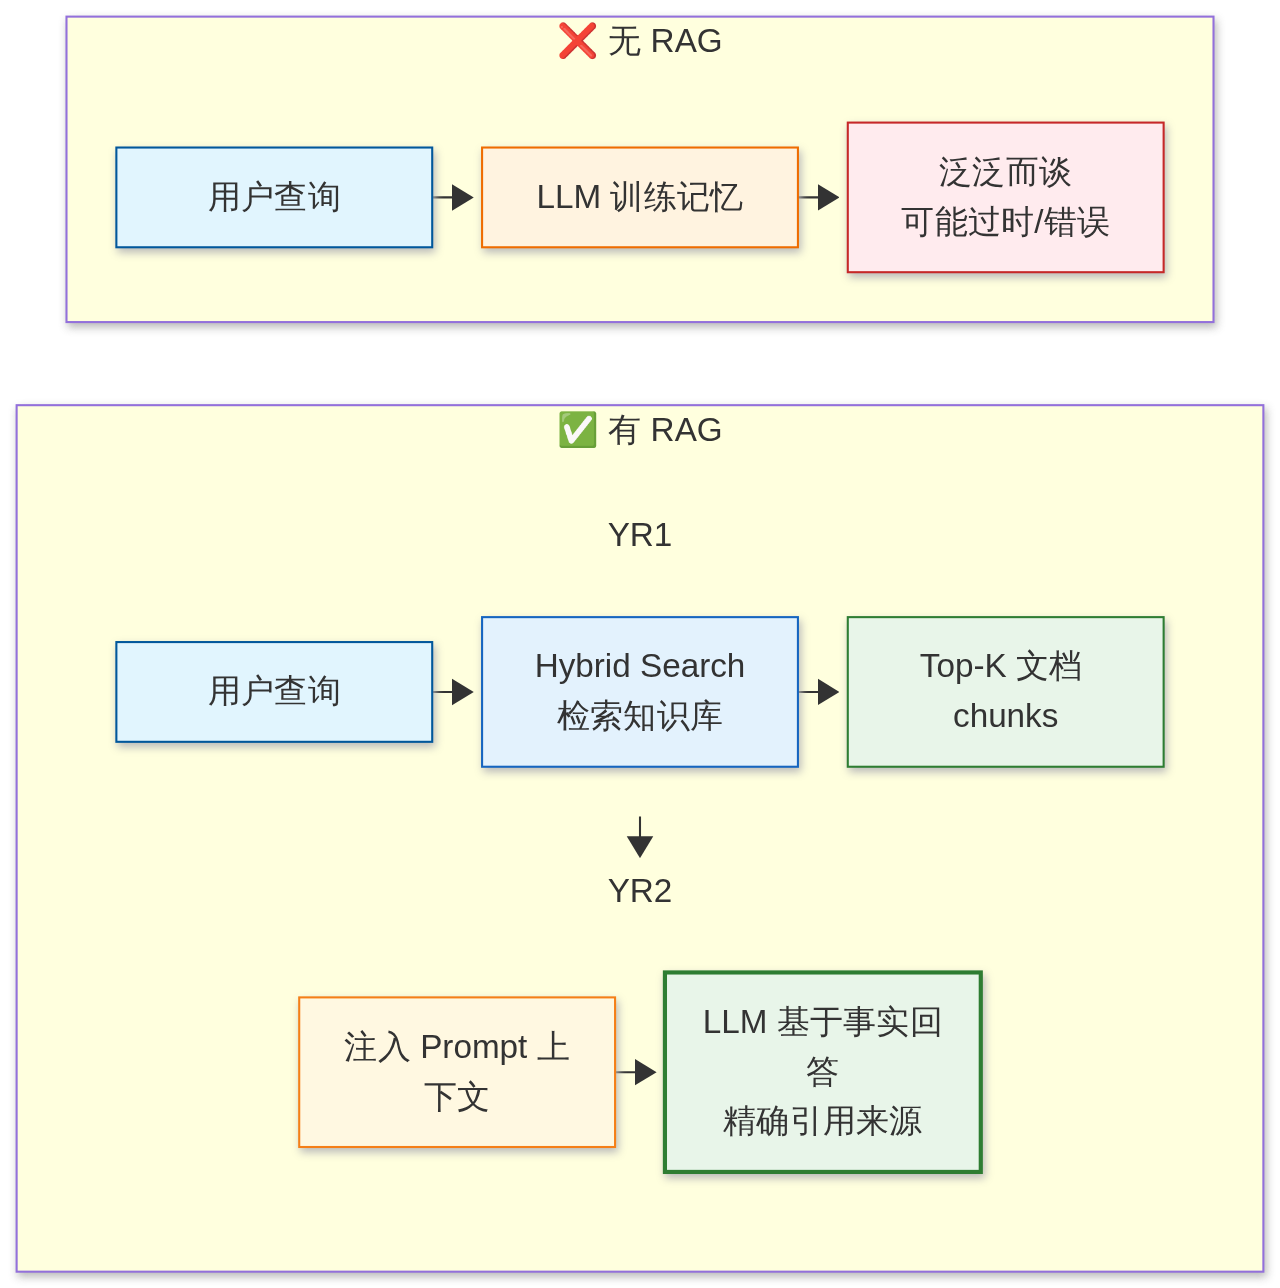 ❌ 无 RAG
用户查询
LLM 训练记忆
泛泛而谈
可能过时/错误
✅ 有 RAG
YR1
用户查询
Hybrid Search
检索知识库
Top-K 文档
chunks
YR2
注入 Prompt 上
下文
LLM 基于事实回
答
精确引用来源